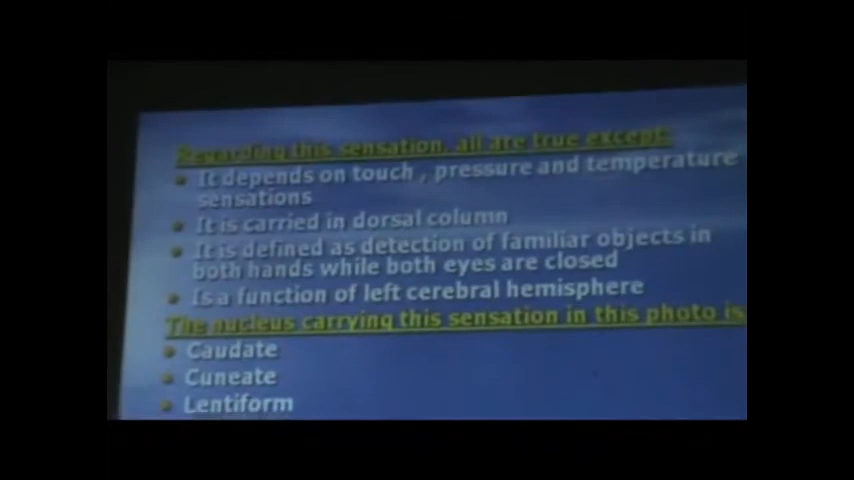 Regarding this sensation, all are true except:
• It depends on touch , pressure and temperature
sensations
• It is carried in dorsal column
• It is defined as detection of familiar objects in
both hands while both eyes are closed
• Is a function of left cerebral hemisphere
The nucleus carrying this sensation in this photo is
• Caudate
• Cuneate
• Lentiform